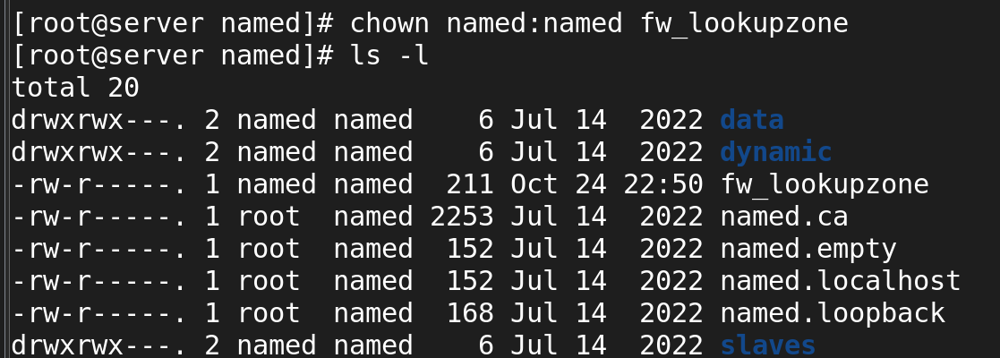 [root@server named]# chown named:named fw_lookupzone
[root@server named]# ls -l
total 20
drwxrwx---. 2 named named    6 Jul 14  2022 data
drwxrwx---. 2 named named    6 Jul 14  2022 dynamic
-rw-r-----. 1 named named  211 Oct 24 22:50 fw_lookupzone
-rw-r-----. 1 root  named 2253 Jul 14  2022 named.ca
-rw-r-----. 1 root  named  152 Jul 14  2022 named.empty
-rw-r-----. 1 root  named  152 Jul 14  2022 named.localhost
-rw-r-----. 1 root  named  168 Jul 14  2022 named.loopback
drwxrwx---. 2 named named    6 Jul 14  2022 slaves